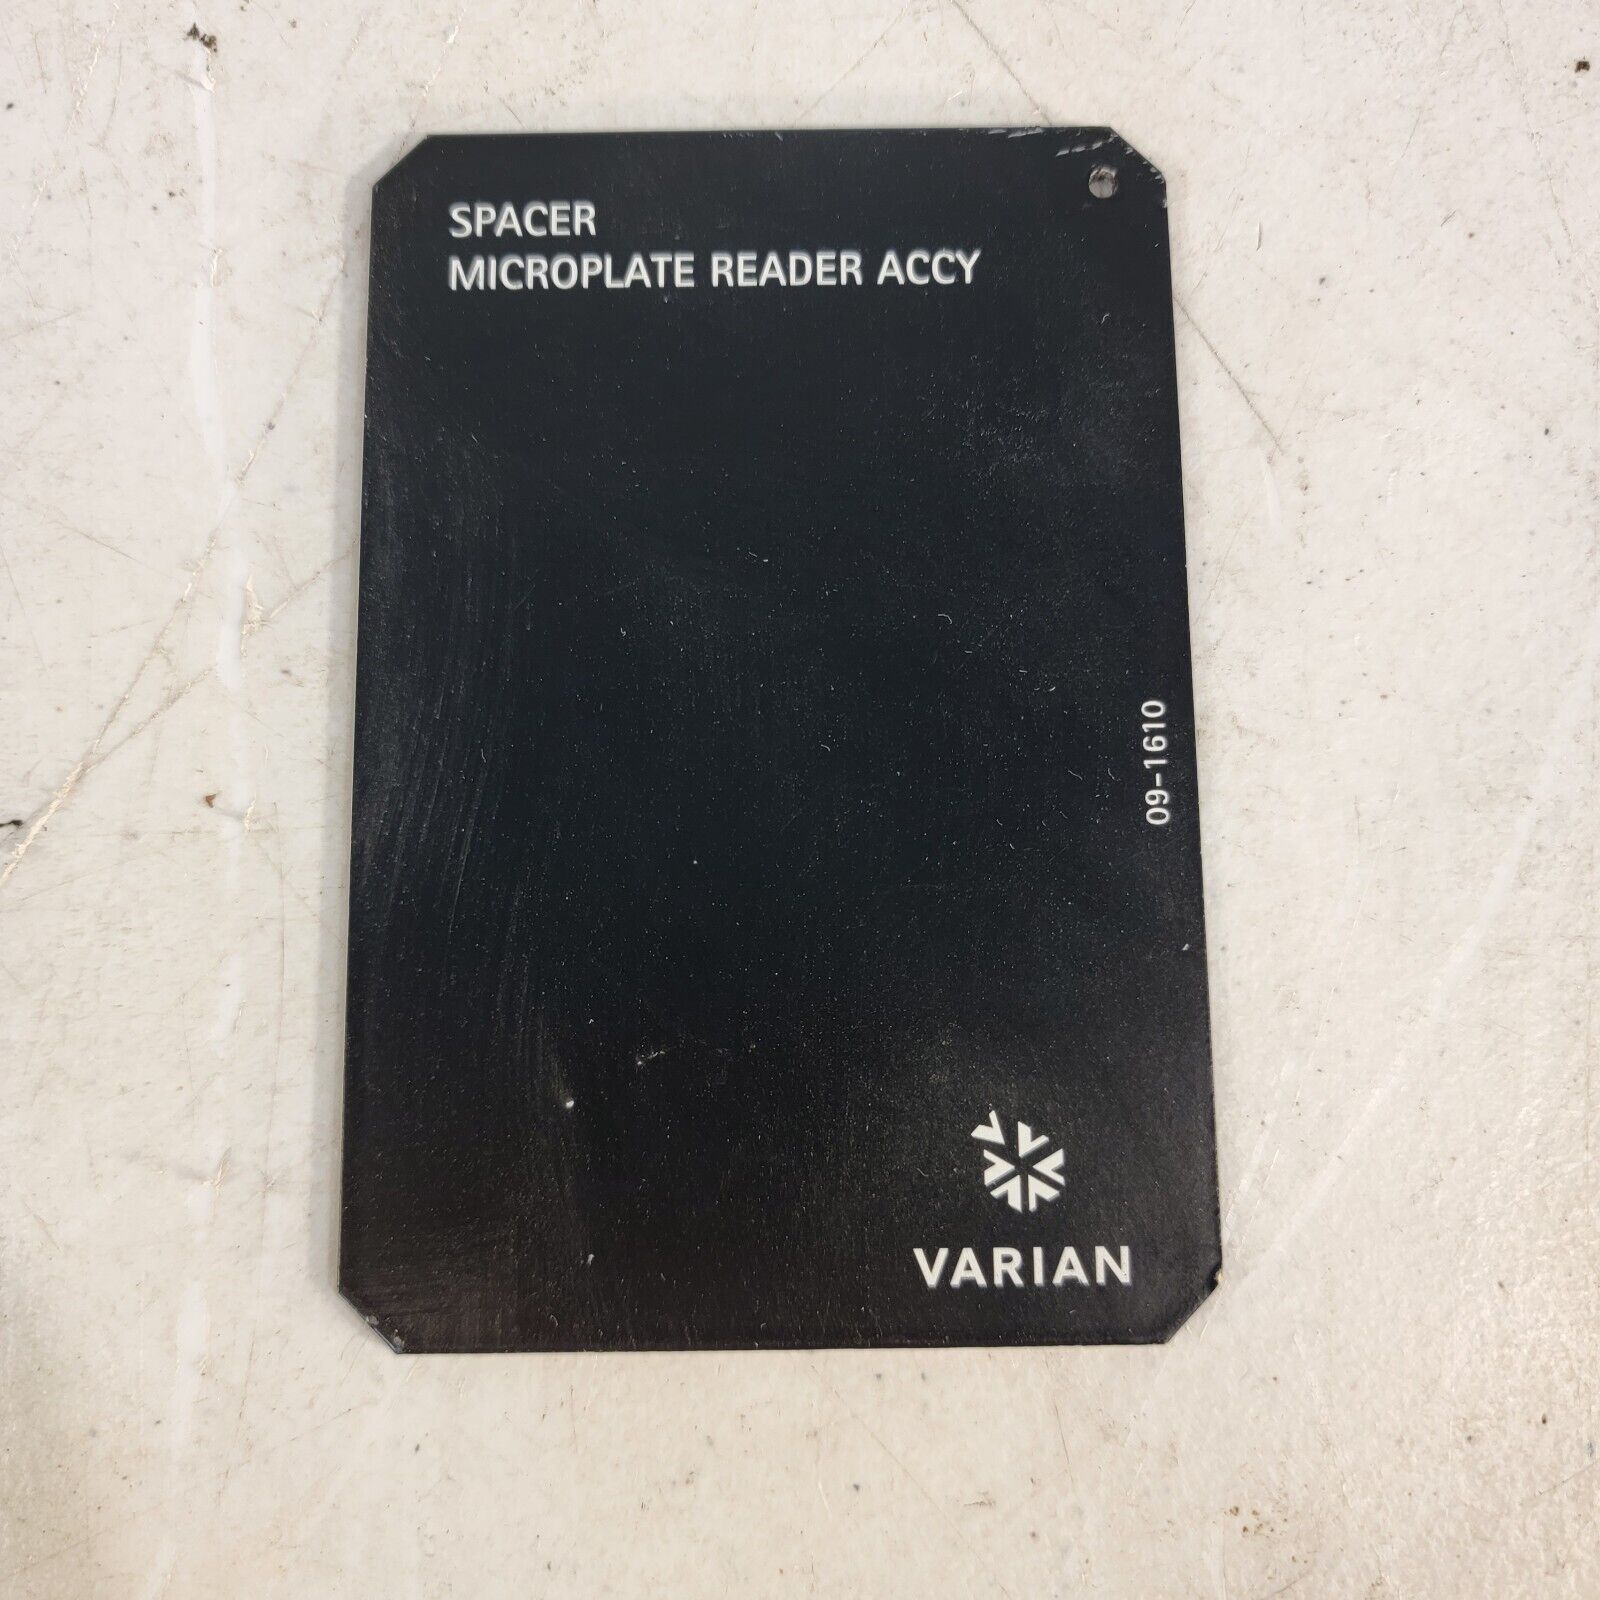 SPACER
MICROPLATE READER ACCY
09-1610
VARIAN